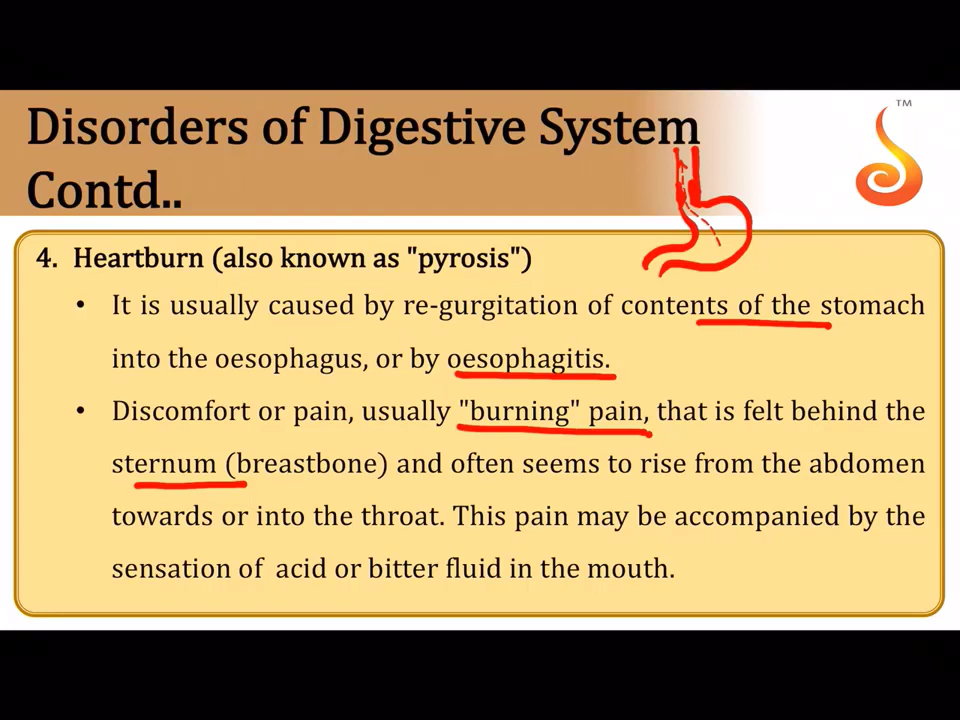 Disorders of Digestive System
TM
Contd..
4. Heartburn (also known as "pyrosis")
• It is usually caused by re-gurgitation of contents of the stomach
into the oesophagus, or by oesophagitis.
• Discomfort or pain, usually "burning" pain, that is felt behind the
sternum (breastbone) and often seems to rise from the abdomen
towards or into the throat. This pain may be accompanied by the
sensation of acid or bitter fluid in the mouth.